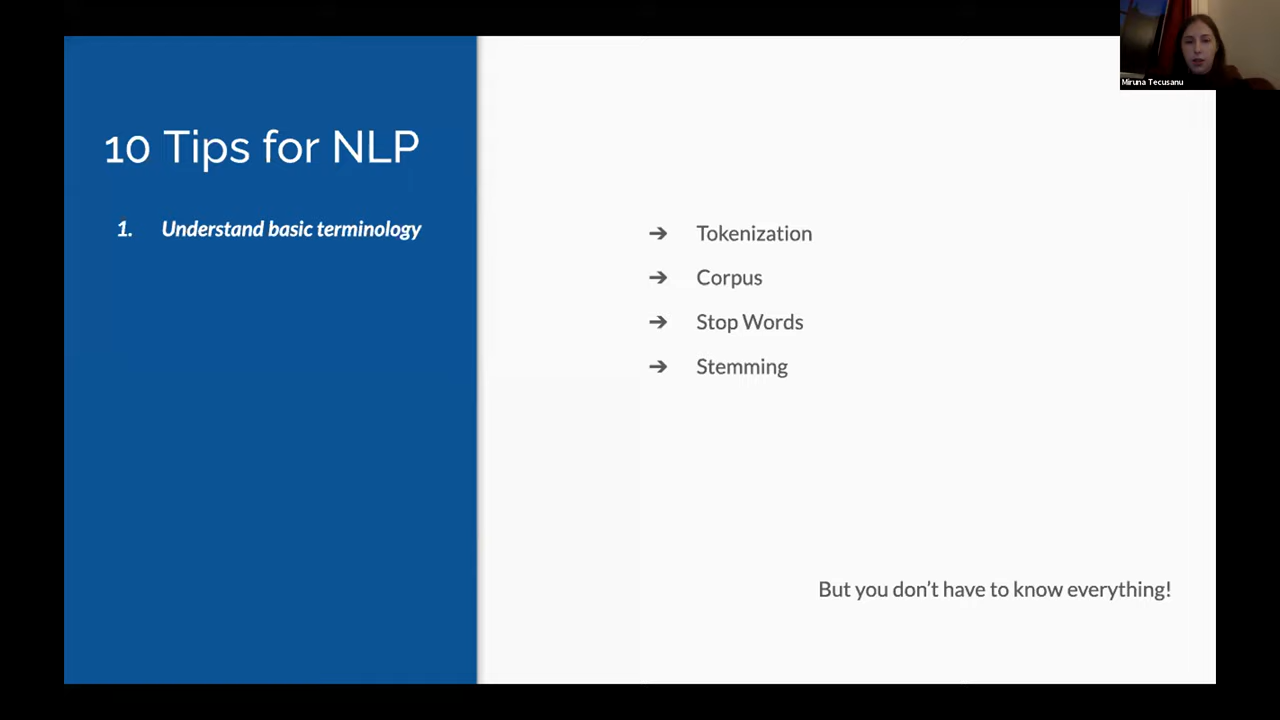 10 Tips for NLP
1. Understand basic terminology
➔ Tokenization
➔ Corpus
➔ Stop Words
➔ Stemming
But you don’t have to know everything!
Miruna Tecusanu